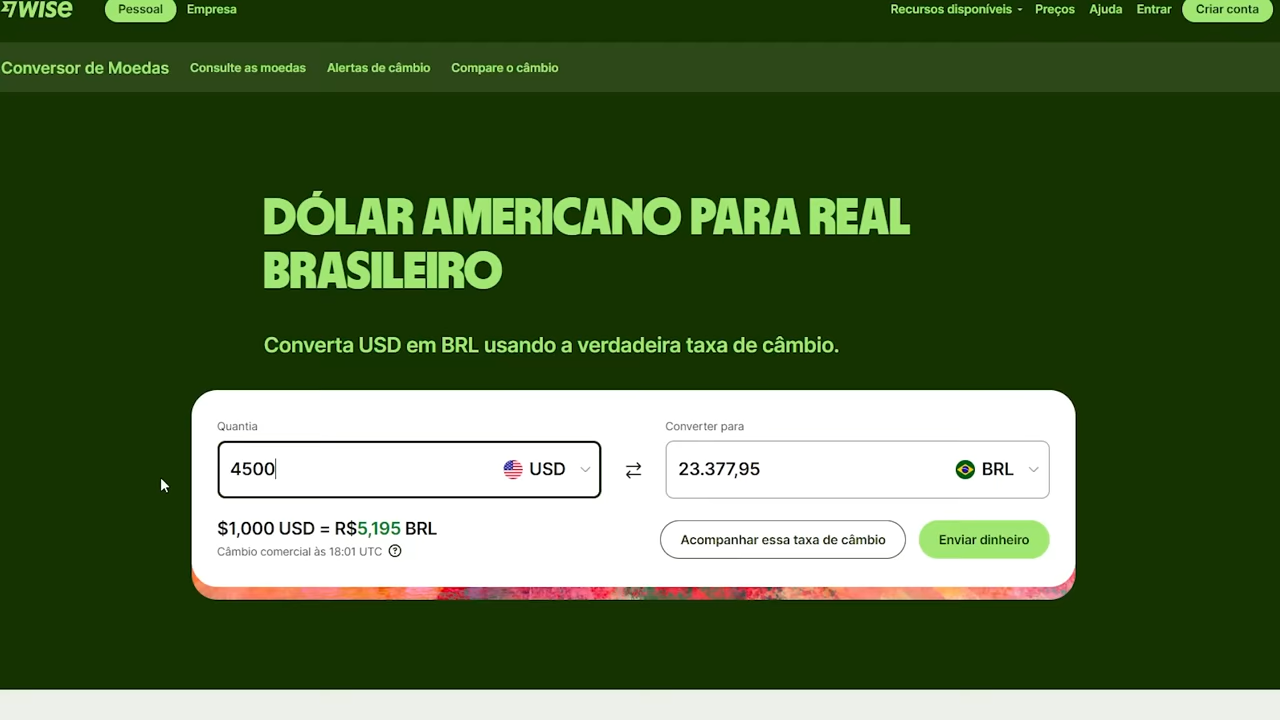 WISE
Pessoal
Empresa
Recursos disponíveis
Preços
Ajuda
Entrar
Criar conta
Conversor de Moedas
Consulte as moedas
Alertas de câmbio
Compare o câmbio
DÓLAR AMERICANO PARA REAL
BRASILEIRO
Converta USD em BRL usando a verdadeira taxa de câmbio.
Quantia
4500
USD
Converter para
23.377,95
BRL
$1,000 USD = R$5,195 BRL
Câmbio comercial às 18:01 UTC ?
Acompanhar essa taxa de câmbio
Enviar dinheiro